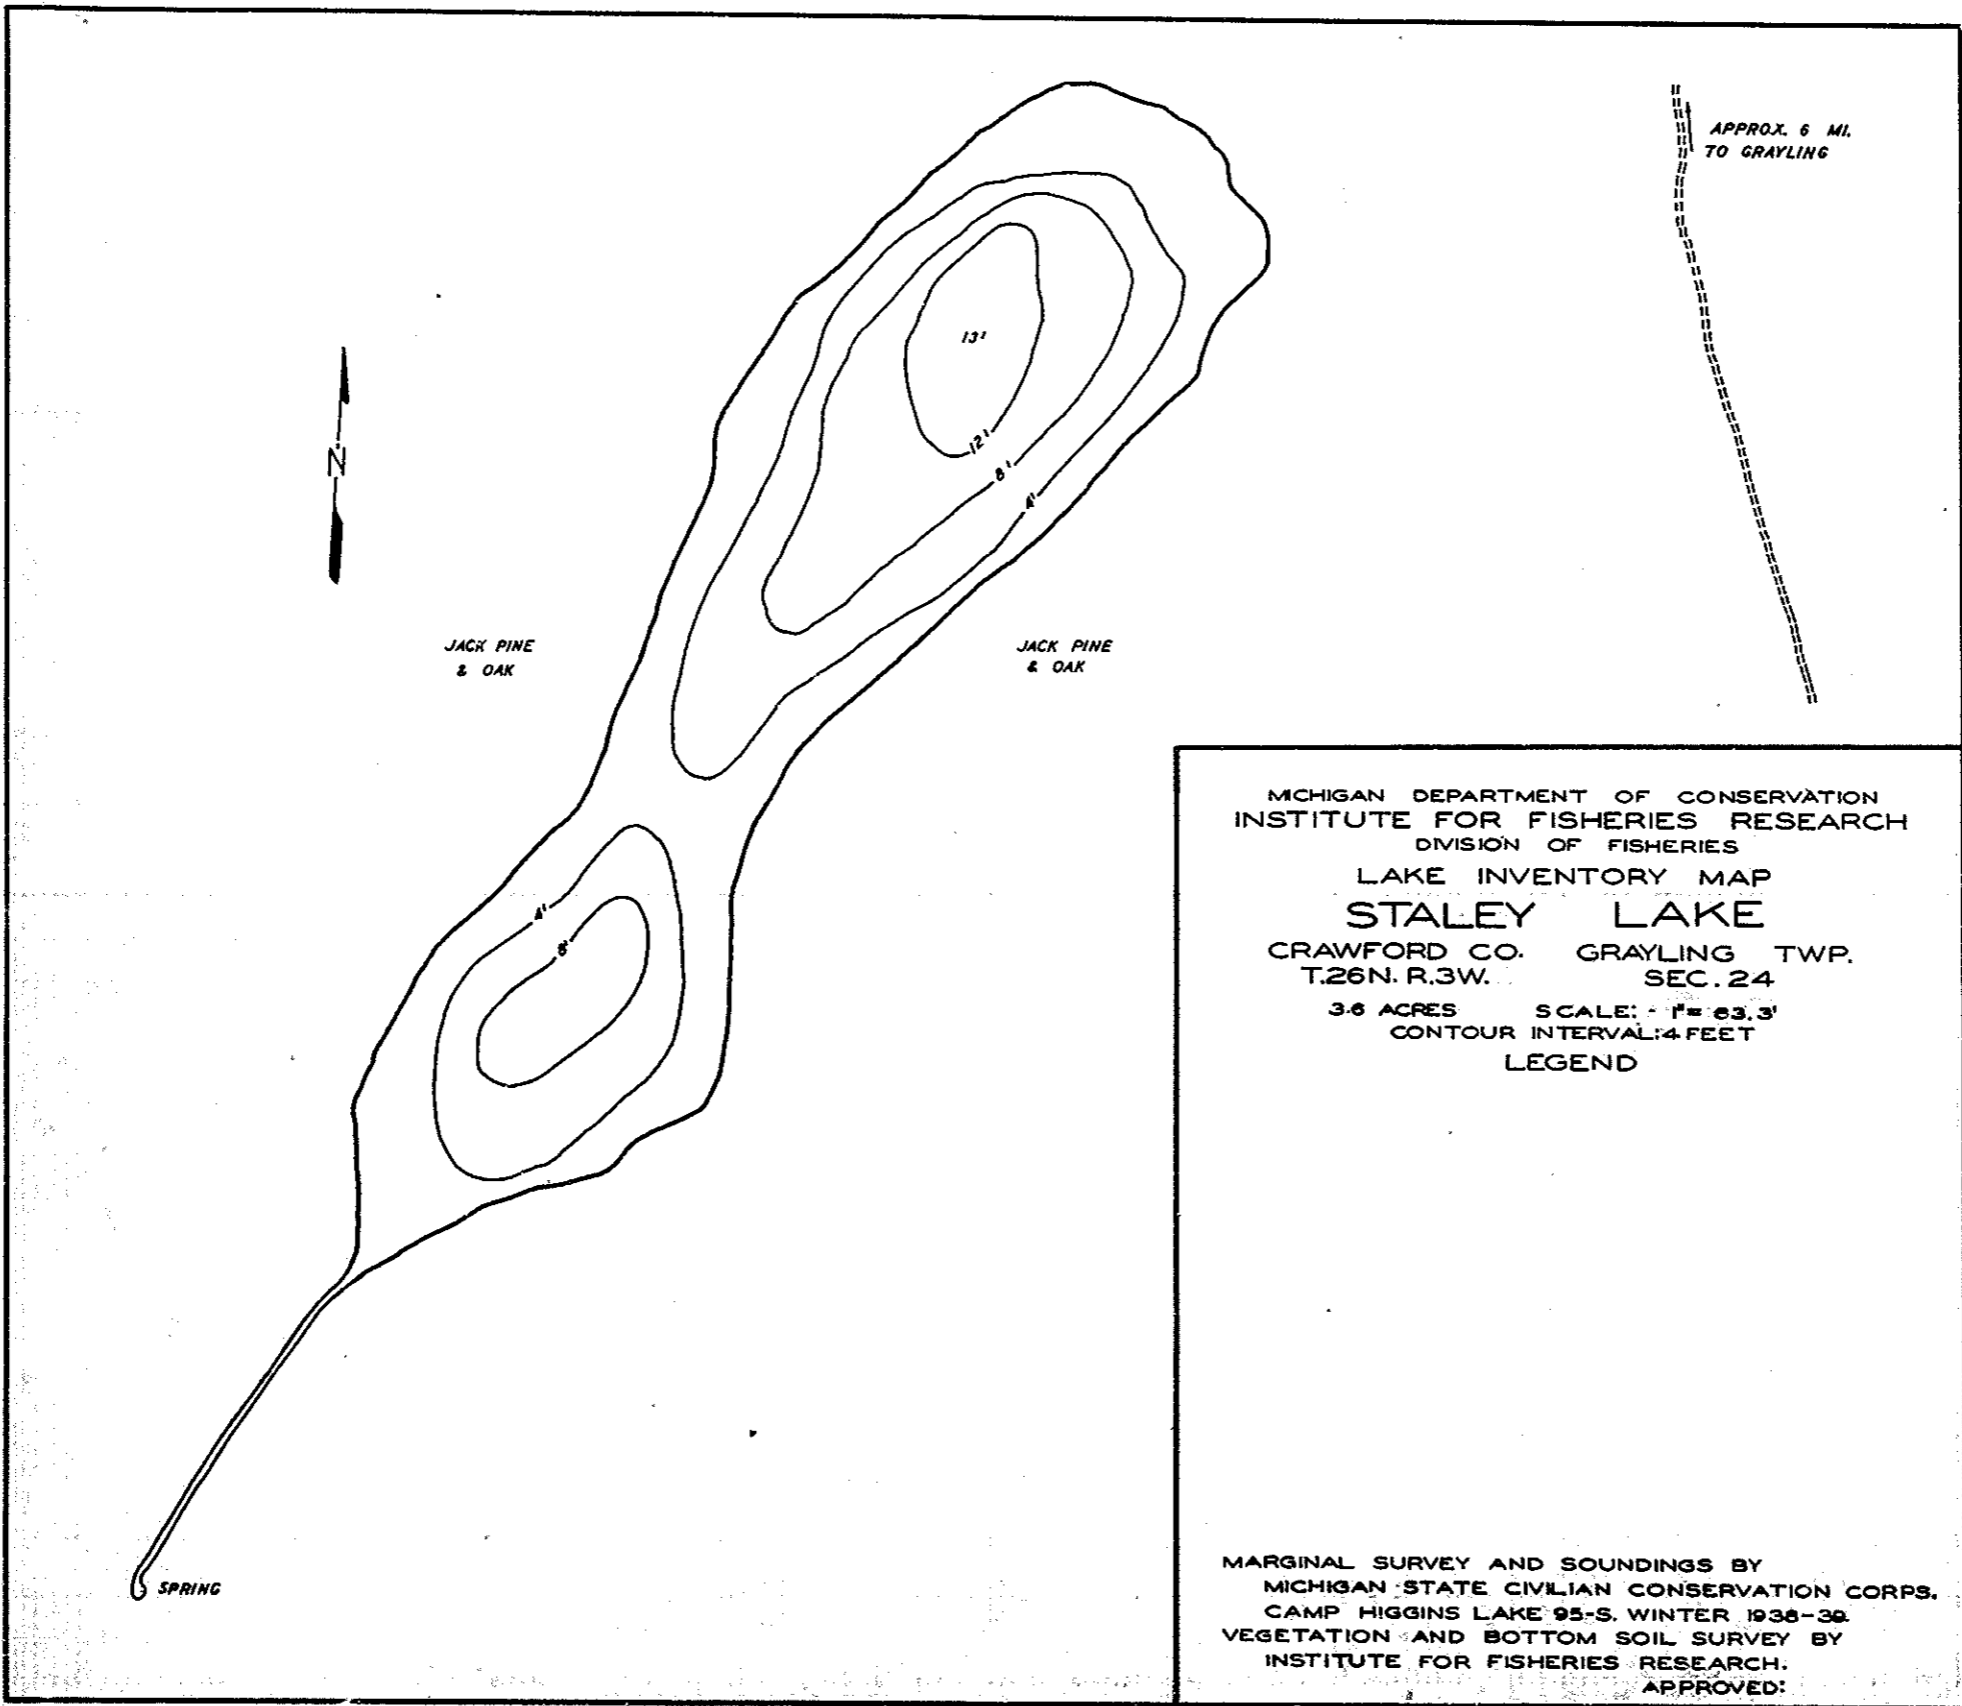 APPROX. 6 MI.
TO GRAYLING
13'
N
12'
8'
4'
JACK PINE
& OAK
JACK PINE
& OAK
4'
8'
SPRING
MICHIGAN DEPARTMENT OF CONSERVATION
INSTITUTE FOR FISHERIES RESEARCH
DIVISION OF FISHERIES
LAKE INVENTORY MAP
STALEY LAKE
CRAWFORD CO. GRAYLING TWP.
T.26N. R.3W. SEC. 24
3.6 ACRES SCALE: - 1"= 83.3'
CONTOUR INTERVAL: 4 FEET
LEGEND
MARGINAL SURVEY AND SOUNDINGS BY
MICHIGAN STATE CIVILIAN CONSERVATION CORPS.
CAMP HIGGINS LAKE 95-S. WINTER 1938-39.
VEGETATION AND BOTTOM SOIL SURVEY BY
INSTITUTE FOR FISHERIES RESEARCH.
APPROVED: